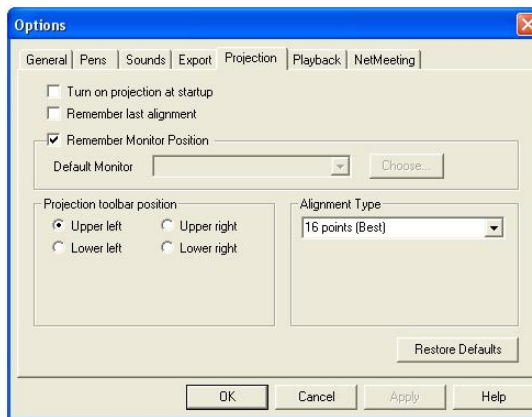 Options
General Pens Sounds Export Projection Playback NetMeeting
Turn on projection at startup
Remember last alignment
Remember Monitor Position
Default Monitor Choose...
Projection toolbar position Alignment Type
Upper left Upper right 16 points (Best)
Lower left Lower right
Restore Defaults
OK Cancel Apply Help